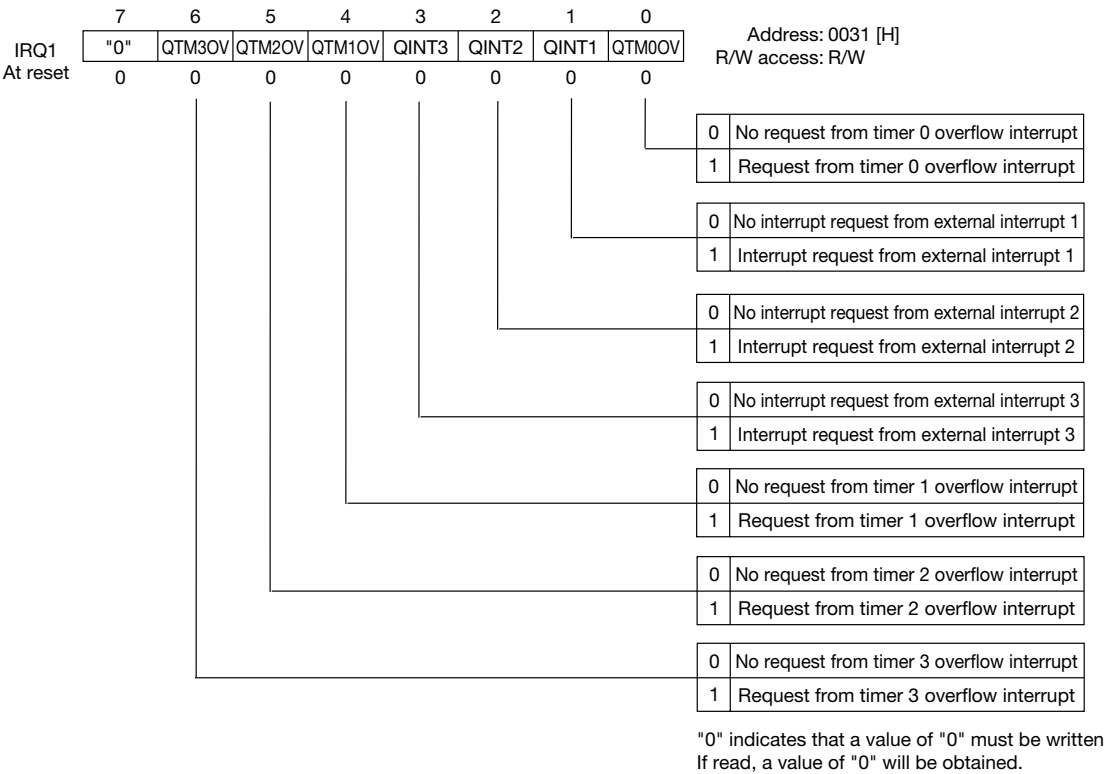 7 6 5 4 3 2 1 0
IRQ1 "0" QTM3OV QTM2OV QTM1OV QINT3 QINT2 QINT1 QTM0OV
At reset 0 0 0 0 0 0 0 0
Address: 0031 [H]
R/W access: R/W
0 No request from timer 0 overflow interrupt
1 Request from timer 0 overflow interrupt
0 No interrupt request from external interrupt 1
1 Interrupt request from external interrupt 1
0 No interrupt request from external interrupt 2
1 Interrupt request from external interrupt 2
0 No interrupt request from external interrupt 3
1 Interrupt request from external interrupt 3
0 No request from timer 1 overflow interrupt
1 Request from timer 1 overflow interrupt
0 No request from timer 2 overflow interrupt
1 Request from timer 2 overflow interrupt
0 No request from timer 3 overflow interrupt
1 Request from timer 3 overflow interrupt
"0" indicates that a value of "0" must be written
If read, a value of "0" will be obtained.